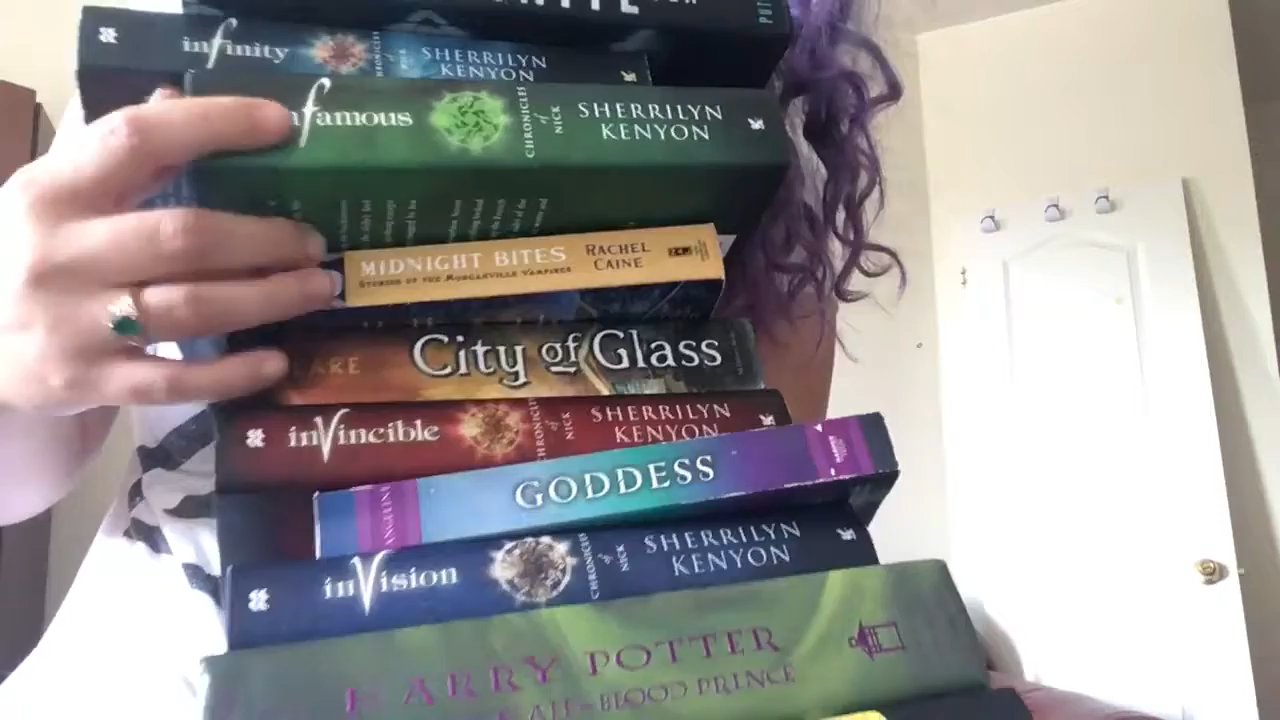 infinity
CHRONICLES of NICK
SHERRILYN
KENYON
famous
CHRONICLES of NICK
SHERRILYN
KENYON
MIDNIGHT BITES
STORIES OF THE MORGANVILLE VAMPIRES
RACHEL
CAINE
City of Glass
inVincible
CHRONICLES of NICK
SHERRILYN
KENYON
ANGELINI
GODDESS
inVision
CHRONICLES of NICK
SHERRILYN
KENYON
HARRY POTTER
HALF-BLOOD PRINCE